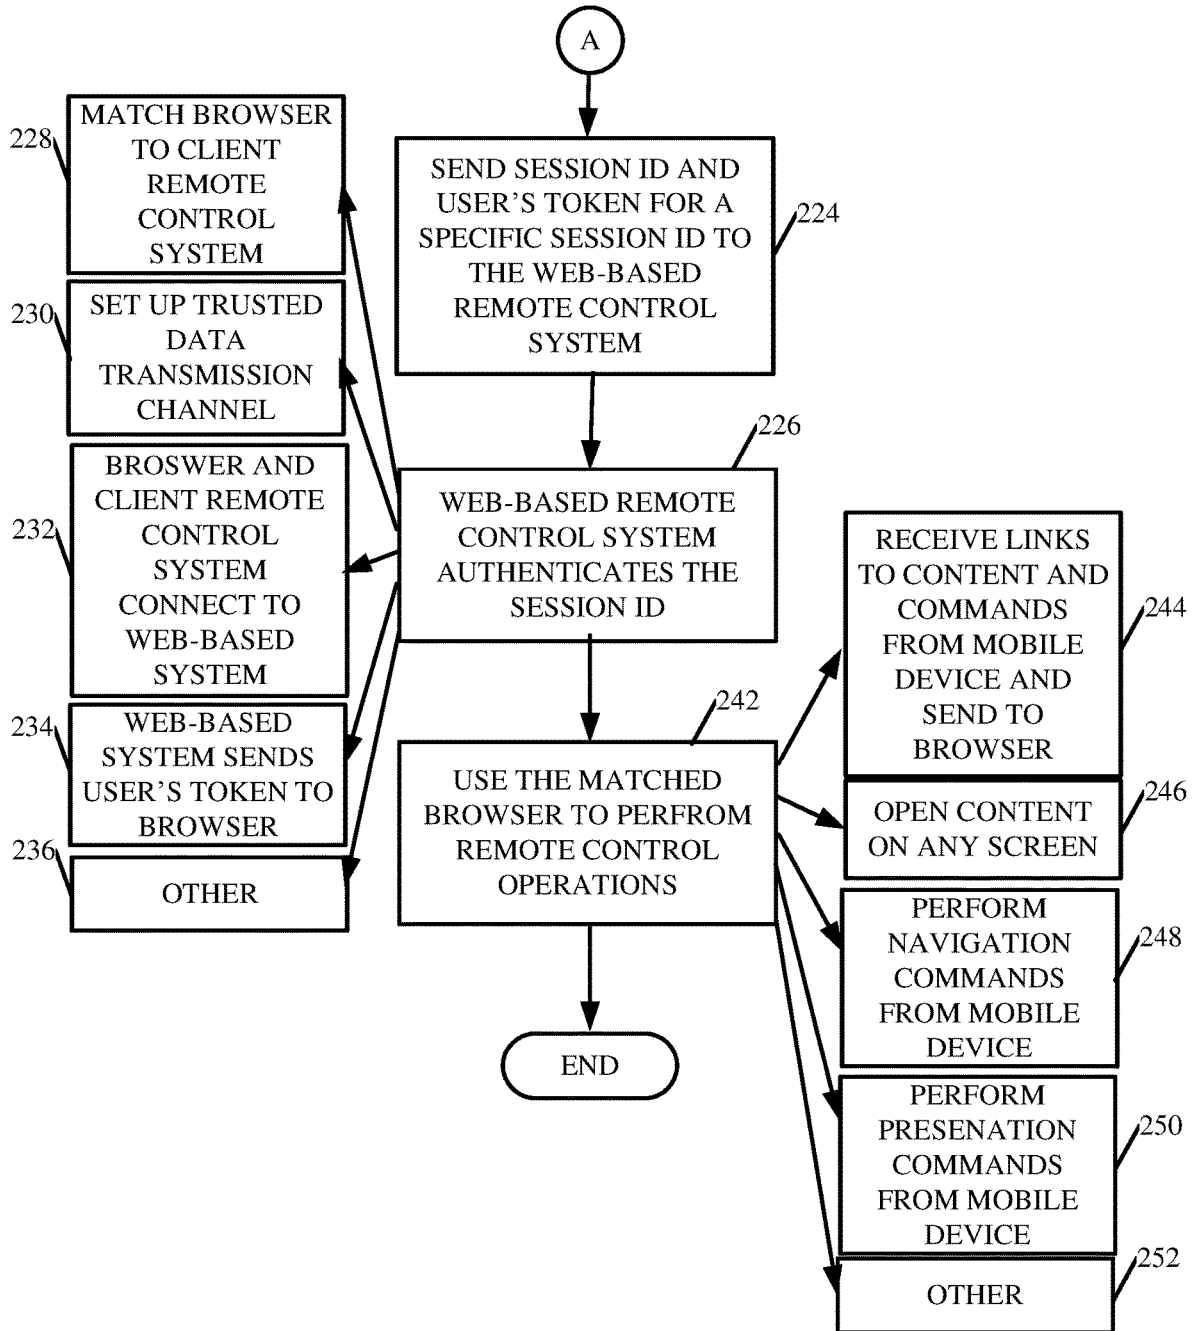 A
228
MATCH BROWSER
TO CLIENT
REMOTE
CONTROL
SYSTEM
SEND SESSION ID AND
USER'S TOKEN FOR A
SPECIFIC SESSION ID TO
THE WEB-BASED
REMOTE CONTROL
SYSTEM
224
230
SET UP TRUSTED
DATA
TRANSMISSION
CHANNEL
226
232
BROSWER AND
CLIENT REMOTE
CONTROL
SYSTEM
CONNECT TO
WEB-BASED
SYSTEM
WEB-BASED REMOTE
CONTROL SYSTEM
AUTHENTICATES THE
SESSION ID
RECEIVE LINKS
TO CONTENT AND
COMMANDS
FROM MOBILE
DEVICE AND
SEND TO
BROWSER
244
234
WEB-BASED
SYSTEM SENDS
USER'S TOKEN TO
BROWSER
242
USE THE MATCHED
BROWSER TO PERFROM
REMOTE CONTROL
OPERATIONS
OPEN CONTENT
ON ANY SCREEN
246
236
OTHER
PERFORM
NAVIGATION
COMMANDS
FROM MOBILE
DEVICE
248
END
PERFORM
PRESENATION
COMMANDS
FROM MOBILE
DEVICE
250
OTHER
252